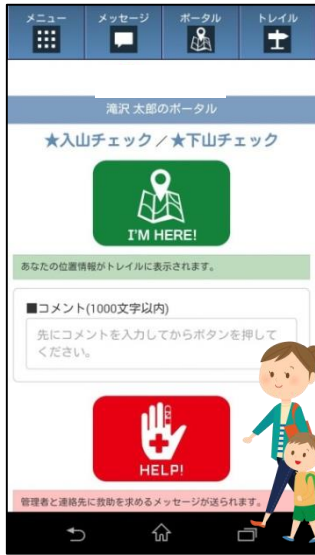 メニュー
メッセージ
ポータル
トレイル
滝沢 太郎のポータル
★入山チェック／★下山チェック
I'M HERE!
あなたの位置情報がトレイルに表示されます。
■コメント(1000文字以内)
先にコメントを入力してからボタンを押して
ください。
HELP!
管理者と連絡先に救助を求めるメッセージが送られます。